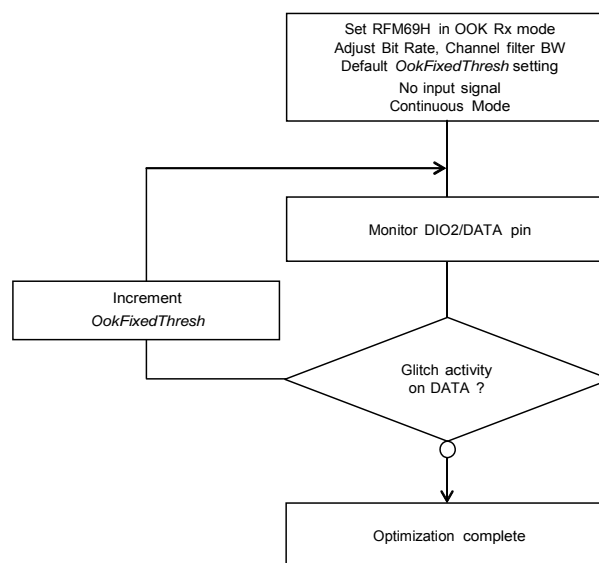 Set RFM69H in OOK Rx mode
Adjust Bit Rate, Channel filter BW
Default OokFixedThresh setting
No input signal
Continuous Mode
Monitor DIO2/DATA pin
Increment
OokFixedThresh
Glitch activity
on DATA ?
Optimization complete